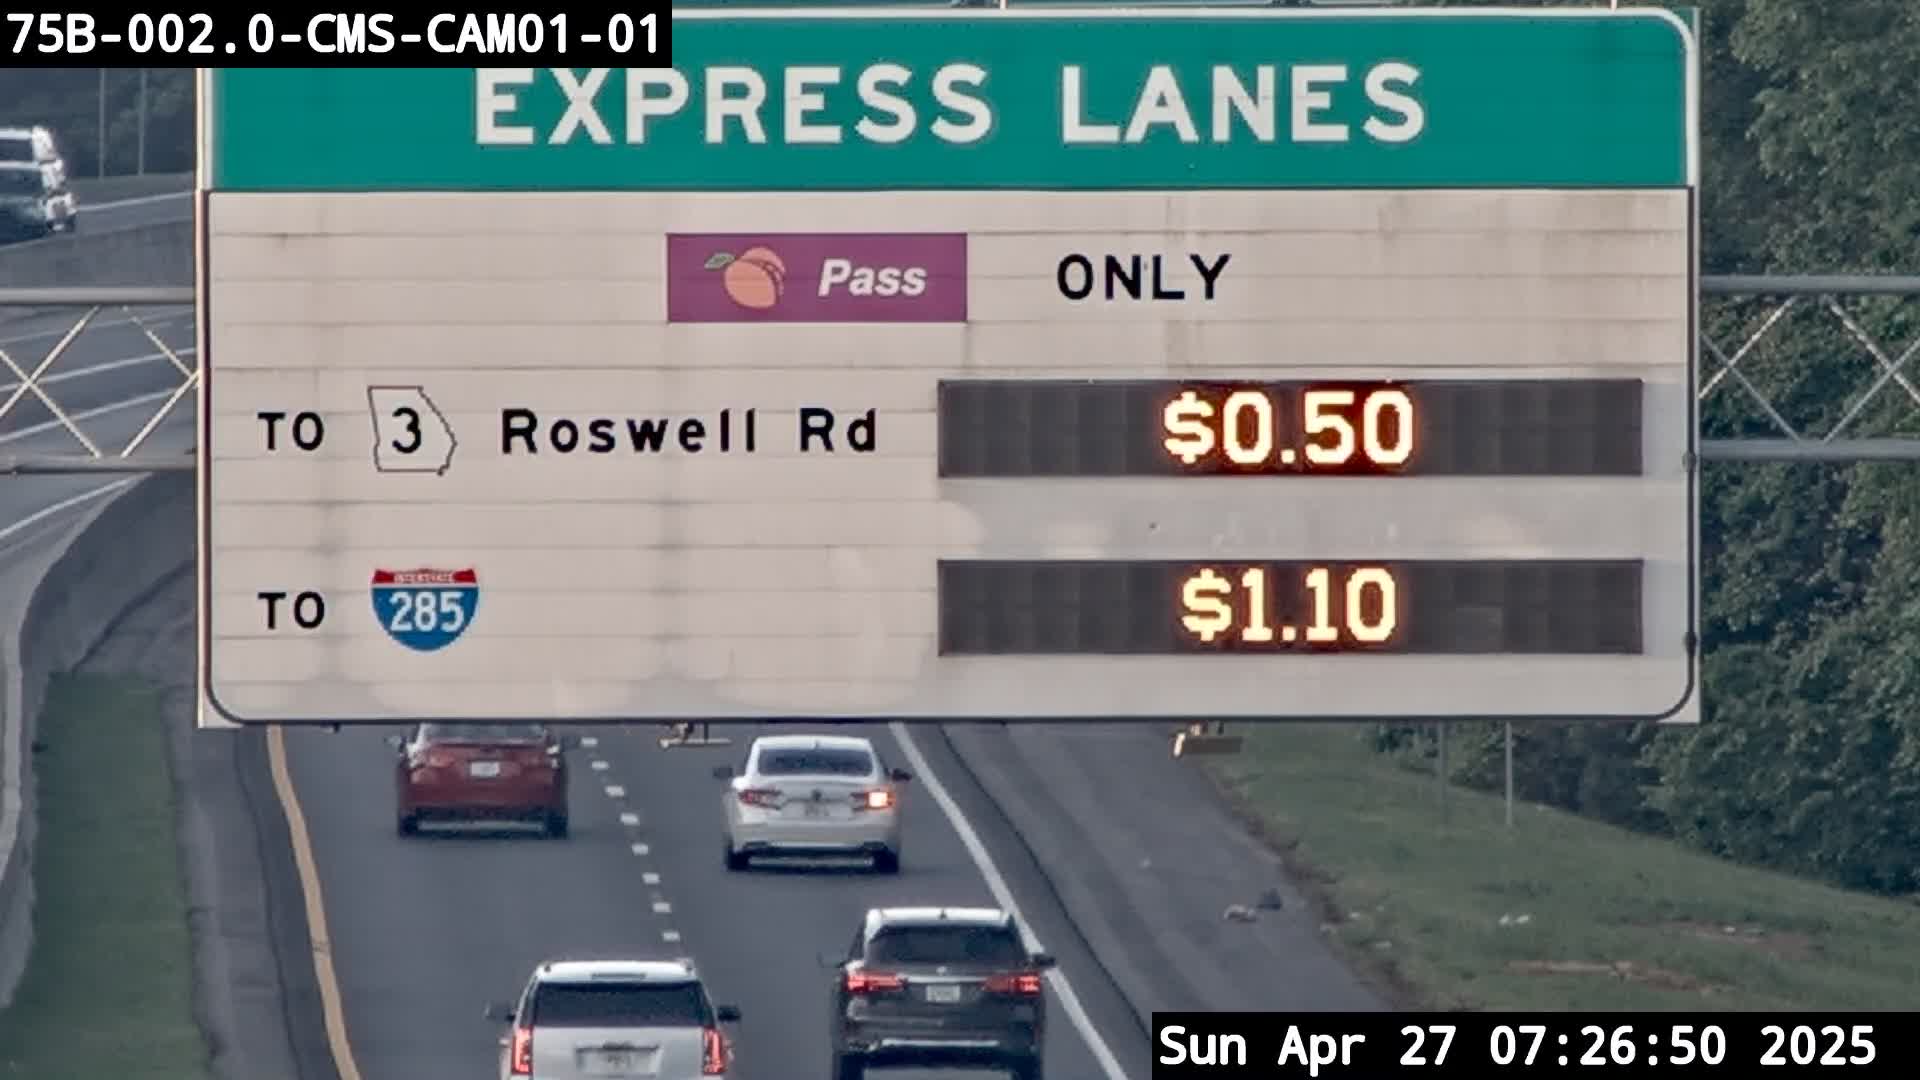 75B-002.0-CMS-CAM01-01
EXPRESS LANES
Pass ONLY
TO 3 Roswell Rd $0.50
TO INTERSTATE 285 $1.10
Sun Apr 27 07:26:50 2025